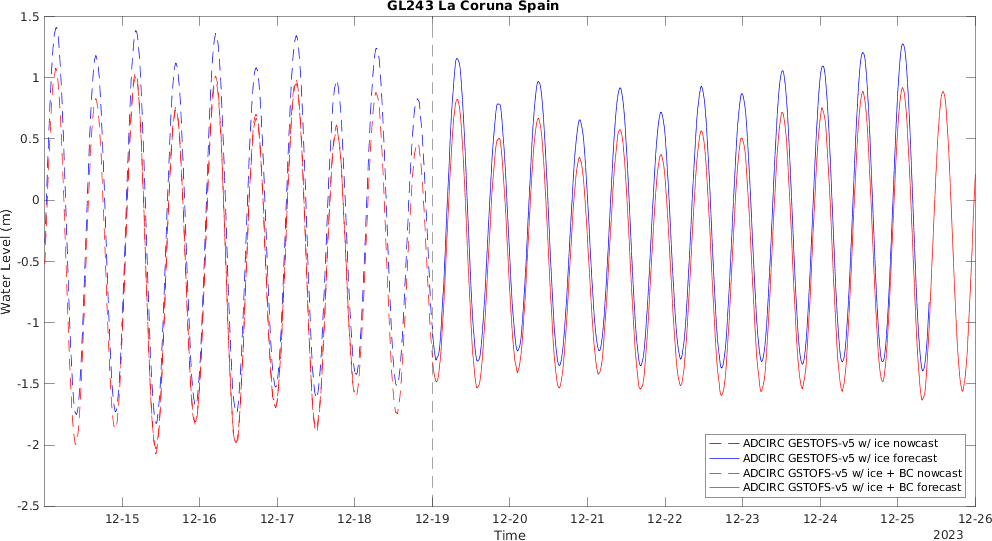 GL243 La Coruna Spain
1.5
1
0.5
0
-0.5
-1
-1.5
-2
-2.5
Water Level (m)
12-15 12-16 12-17 12-18 12-19 12-20 12-21 12-22 12-23 12-24 12-25 12-26
Time
2023
ADCIRC GESTOFS-v5 w/ ice nowcast
ADCIRC GESTOFS-v5 w/ ice forecast
ADCIRC GSTOFS-v5 w/ ice + BC nowcast
ADCIRC GSTOFS-v5 w/ ice + BC forecast